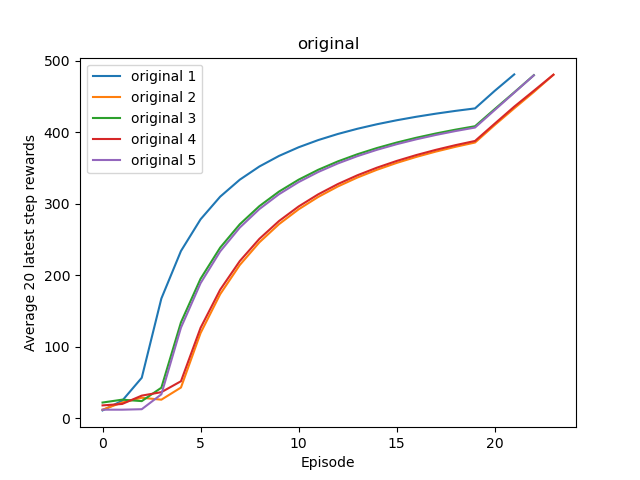 original
500
400
300
200
100
0
Average 20 latest step rewards
original 1
original 2
original 3
original 4
original 5
0 5 10 15 20
Episode